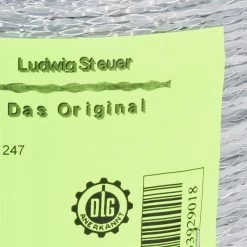 Ludwig Steuer
Das Original
247
DLG
ANERKANNT
3929018